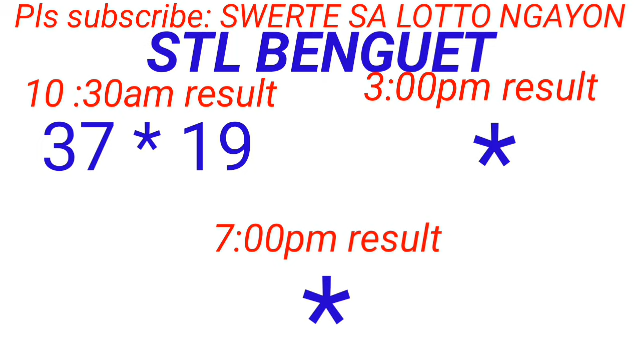 Pls subscribe: SWERTE SA LOTTO NGAYON
STL BENGUET
10 :30am result
37 * 19
3:00pm result
*
7:00pm result
*